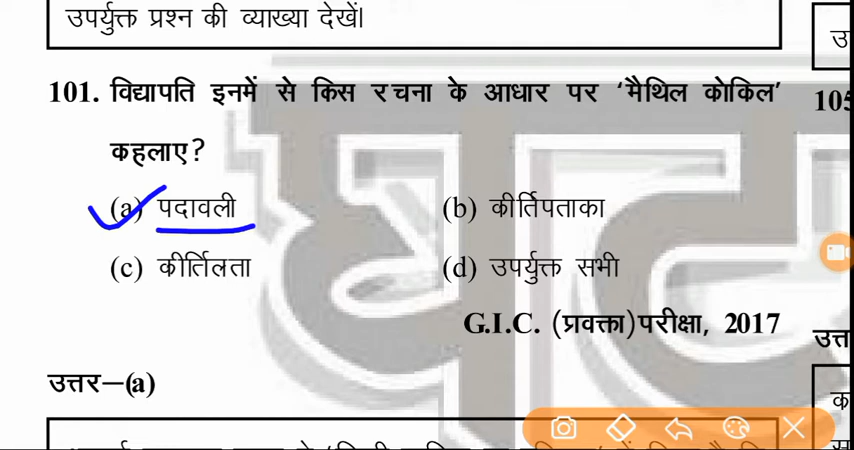 उपर्युक्त प्रश्न की व्याख्या देखें।
101. विद्यापति इनमें से किस रचना के आधार पर 'मैथिल कोकिल'
कहलाए?
(a) पदावली
(b) कीर्तिपताका
(c) कीर्तिलता
(d) उपर्युक्त सभी
G.I.C. (प्रवक्ता) परीक्षा, 2017
उत्तर–(a)
105